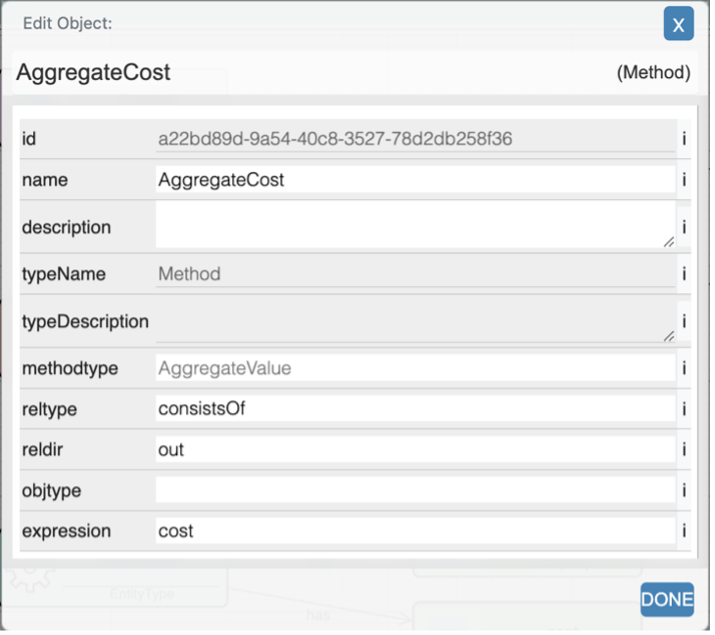 Edit Object:
X
AggregateCost (Method)
id a22bd89d-9a54-40c8-3527-78d2db258f36 i
name AggregateCost i
description i
typeName Method i
typeDescription i
methodtype AggregateValue i
reltype consistsOf i
reldir out i
objtype i
expression cost i
EntityType
DONE
has